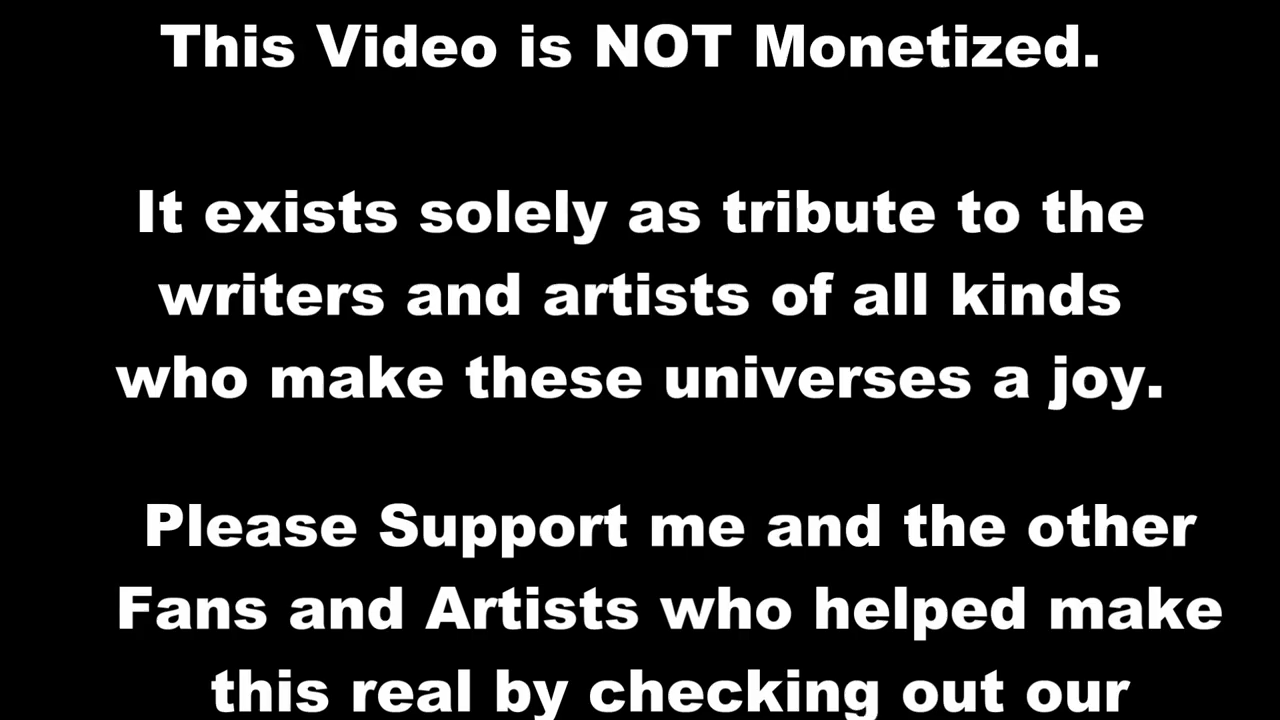 This Video is NOT Monetized.
It exists solely as tribute to the
writers and artists of all kinds
who make these universes a joy.
Please Support me and the other
Fans and Artists who helped make
this real by checking out our